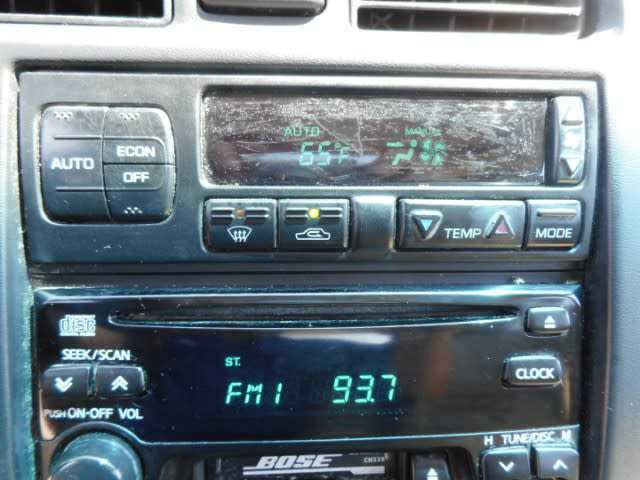 AUTO MANUAL
65°F
AUTO
ECON
OFF
TEMP
MODE
DISC
SEEK/SCAN
PUSH ON-OFF VOL
ST.
FM1 93.7
CLOCK
H TUNE/DISC M
BOSE